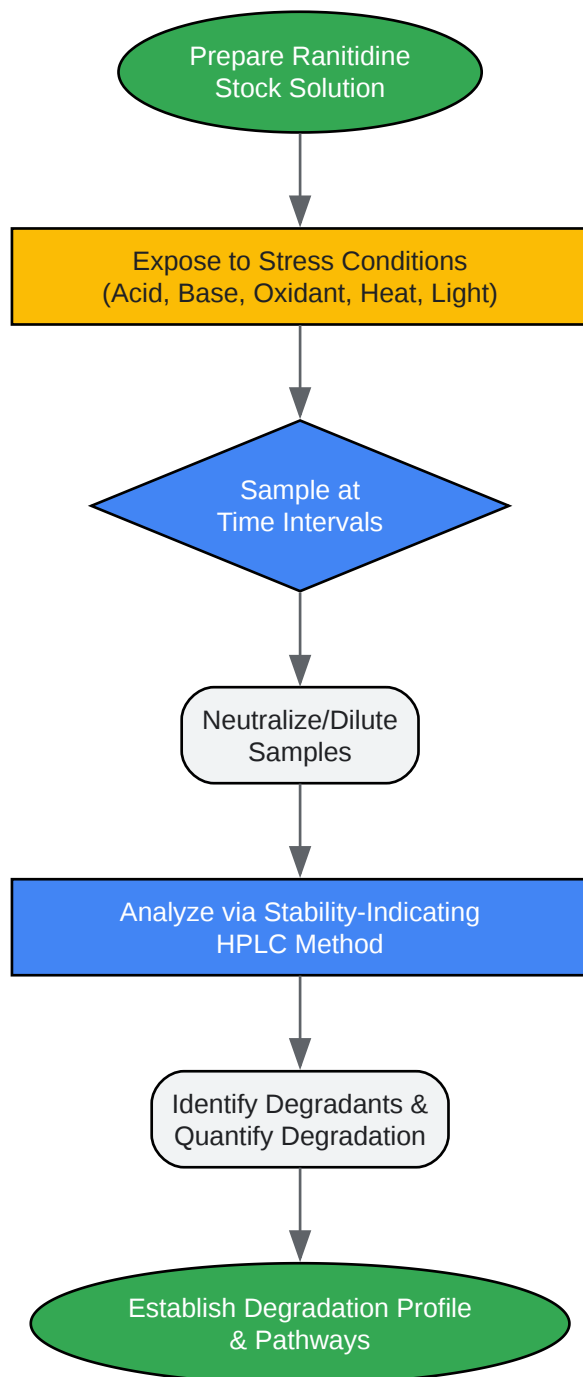 Prepare Ranitidine
Stock Solution
Expose to Stress Conditions
(Acid, Base, Oxidant, Heat, Light)
Sample at
Time Intervals
Neutralize/Dilute
Samples
Analyze via Stability-Indicating
HPLC Method
Identify Degradants &
Quantify Degradation
Establish Degradation Profile
& Pathways